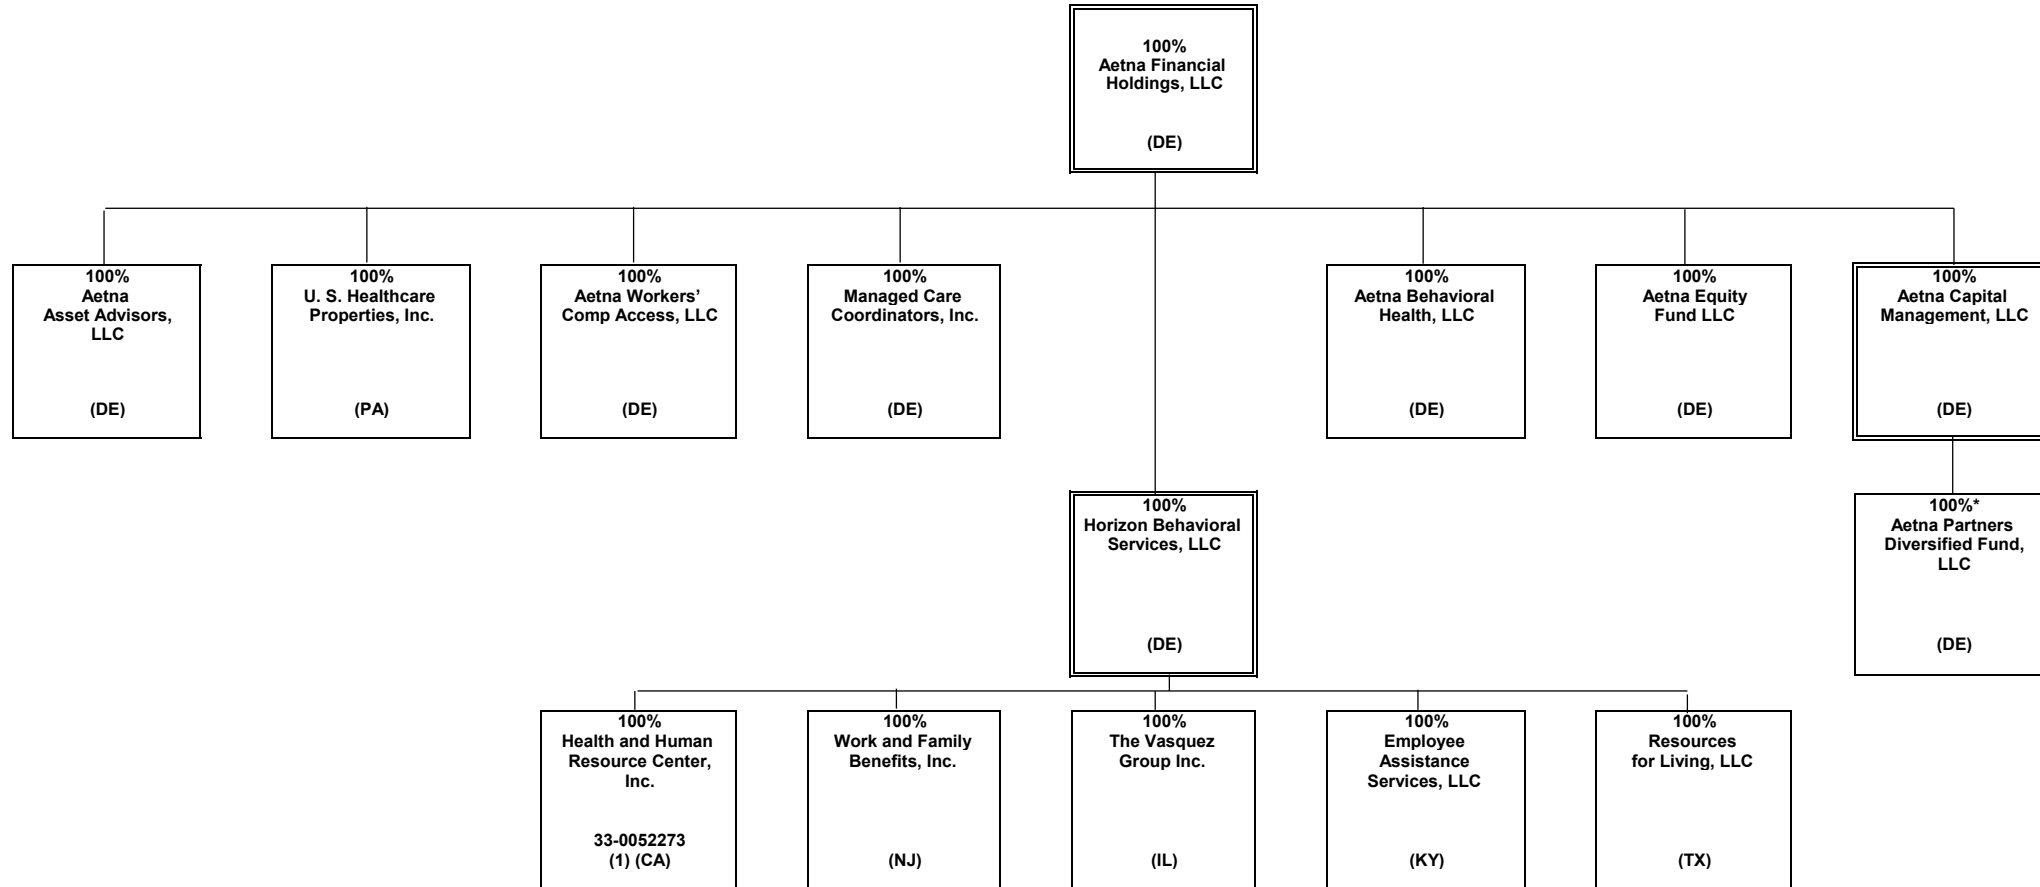 100%
Aetna Financial
Holdings, LLC
(DE)
100%
Aetna
Asset Advisors,
LLC
(DE)
100%
U. S. Healthcare
Properties, Inc.
(PA)
100%
Aetna Workers’
Comp Access, LLC
(DE)
100%
Managed Care
Coordinators, Inc.
(DE)
100%
Aetna Behavioral
Health, LLC
(DE)
100%
Aetna Equity
Fund LLC
(DE)
100%
Aetna Capital
Management, LLC
(DE)
100%
Horizon Behavioral
Services, LLC
(DE)
100%*
Aetna Partners
Diversified Fund,
LLC
(DE)
100%
Health and Human
Resource Center,
Inc.
33-0052273
(1) (CA)
100%
Work and Family
Benefits, Inc.
(NJ)
100%
The Vasquez
Group Inc.
(IL)
100%
Employee
Assistance
Services, LLC
(KY)
100%
Resources
for Living, LLC
(TX)